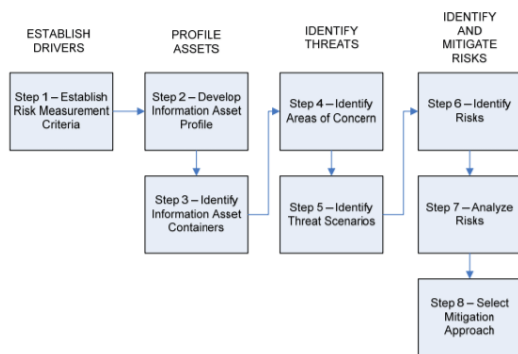 ESTABLISH
DRIVERS
PROFILE
ASSETS
IDENTIFY
THREATS
IDENTIFY
AND
MITIGATE
RISKS
Step 1 – Establish
Risk Measurement
Criteria
Step 2 – Develop
Information Asset
Profile
Step 3 – Identify
Information Asset
Containers
Step 4 – Identify
Areas of Concern
Step 5 – Identify
Threat Scenarios
Step 6 – Identify
Risks
Step 7 – Analyze
Risks
Step 8 – Select
Mitigation
Approach